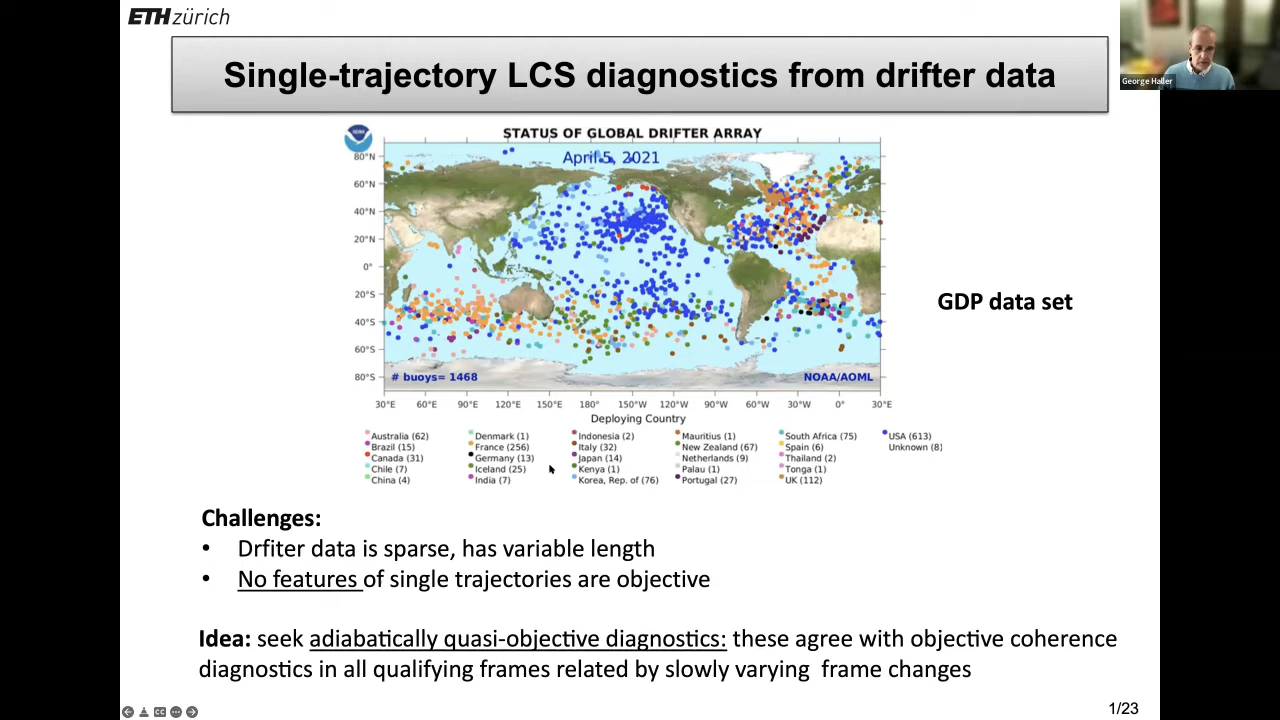 ETH zürich
George Haller
Single-trajectory LCS diagnostics from drifter data
STATUS OF GLOBAL DRIFTER ARRAY
April 5, 2021
80°N
60°N
40°N
20°N
0°
20°S
40°S
60°S
80°S
# buoys= 1468
NOAA/AOML
30°E 60°E 90°E 120°E 150°E 180° 150°W 120°W 90°W 60°W 30°W 0° 30°E
Deploying Country
Australia (62)
Brazil (15)
Canada (31)
Chile (7)
China (4)
Denmark (1)
France (256)
Germany (13)
Iceland (25)
India (7)
Indonesia (2)
Italy (32)
Japan (14)
Kenya (1)
Korea, Rep. of (76)
Mauritius (1)
New Zealand (67)
Netherlands (9)
Palau (1)
Portugal (27)
South Africa (75)
Spain (6)
Thailand (2)
Tonga (1)
UK (112)
USA (613)
Unknown (8)
GDP data set
Challenges:
• Drfiter data is sparse, has variable length
• No features of single trajectories are objective
Idea: seek adiabatically quasi-objective diagnostics: these agree with objective coherence
diagnostics in all qualifying frames related by slowly varying frame changes
1/23